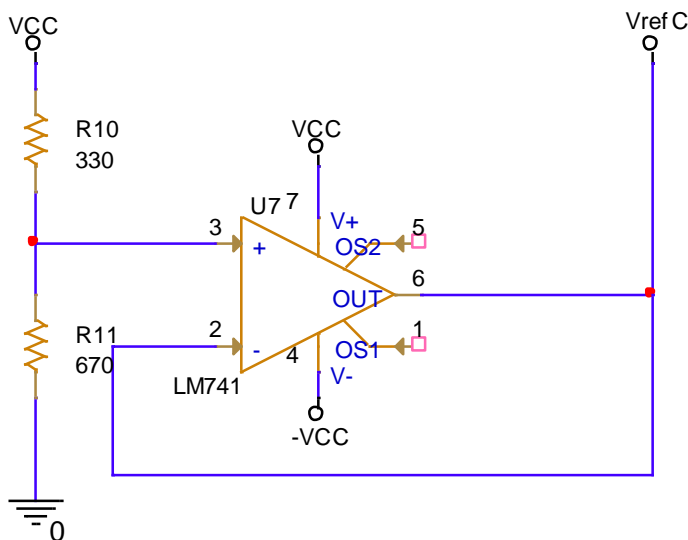 VCC
VrefC
R10
330
VCC
U7
7
V+
3
5
+
OS2
6
OUT
R11
670
2
-
4
1
OS1
LM741
V-
-VCC
0